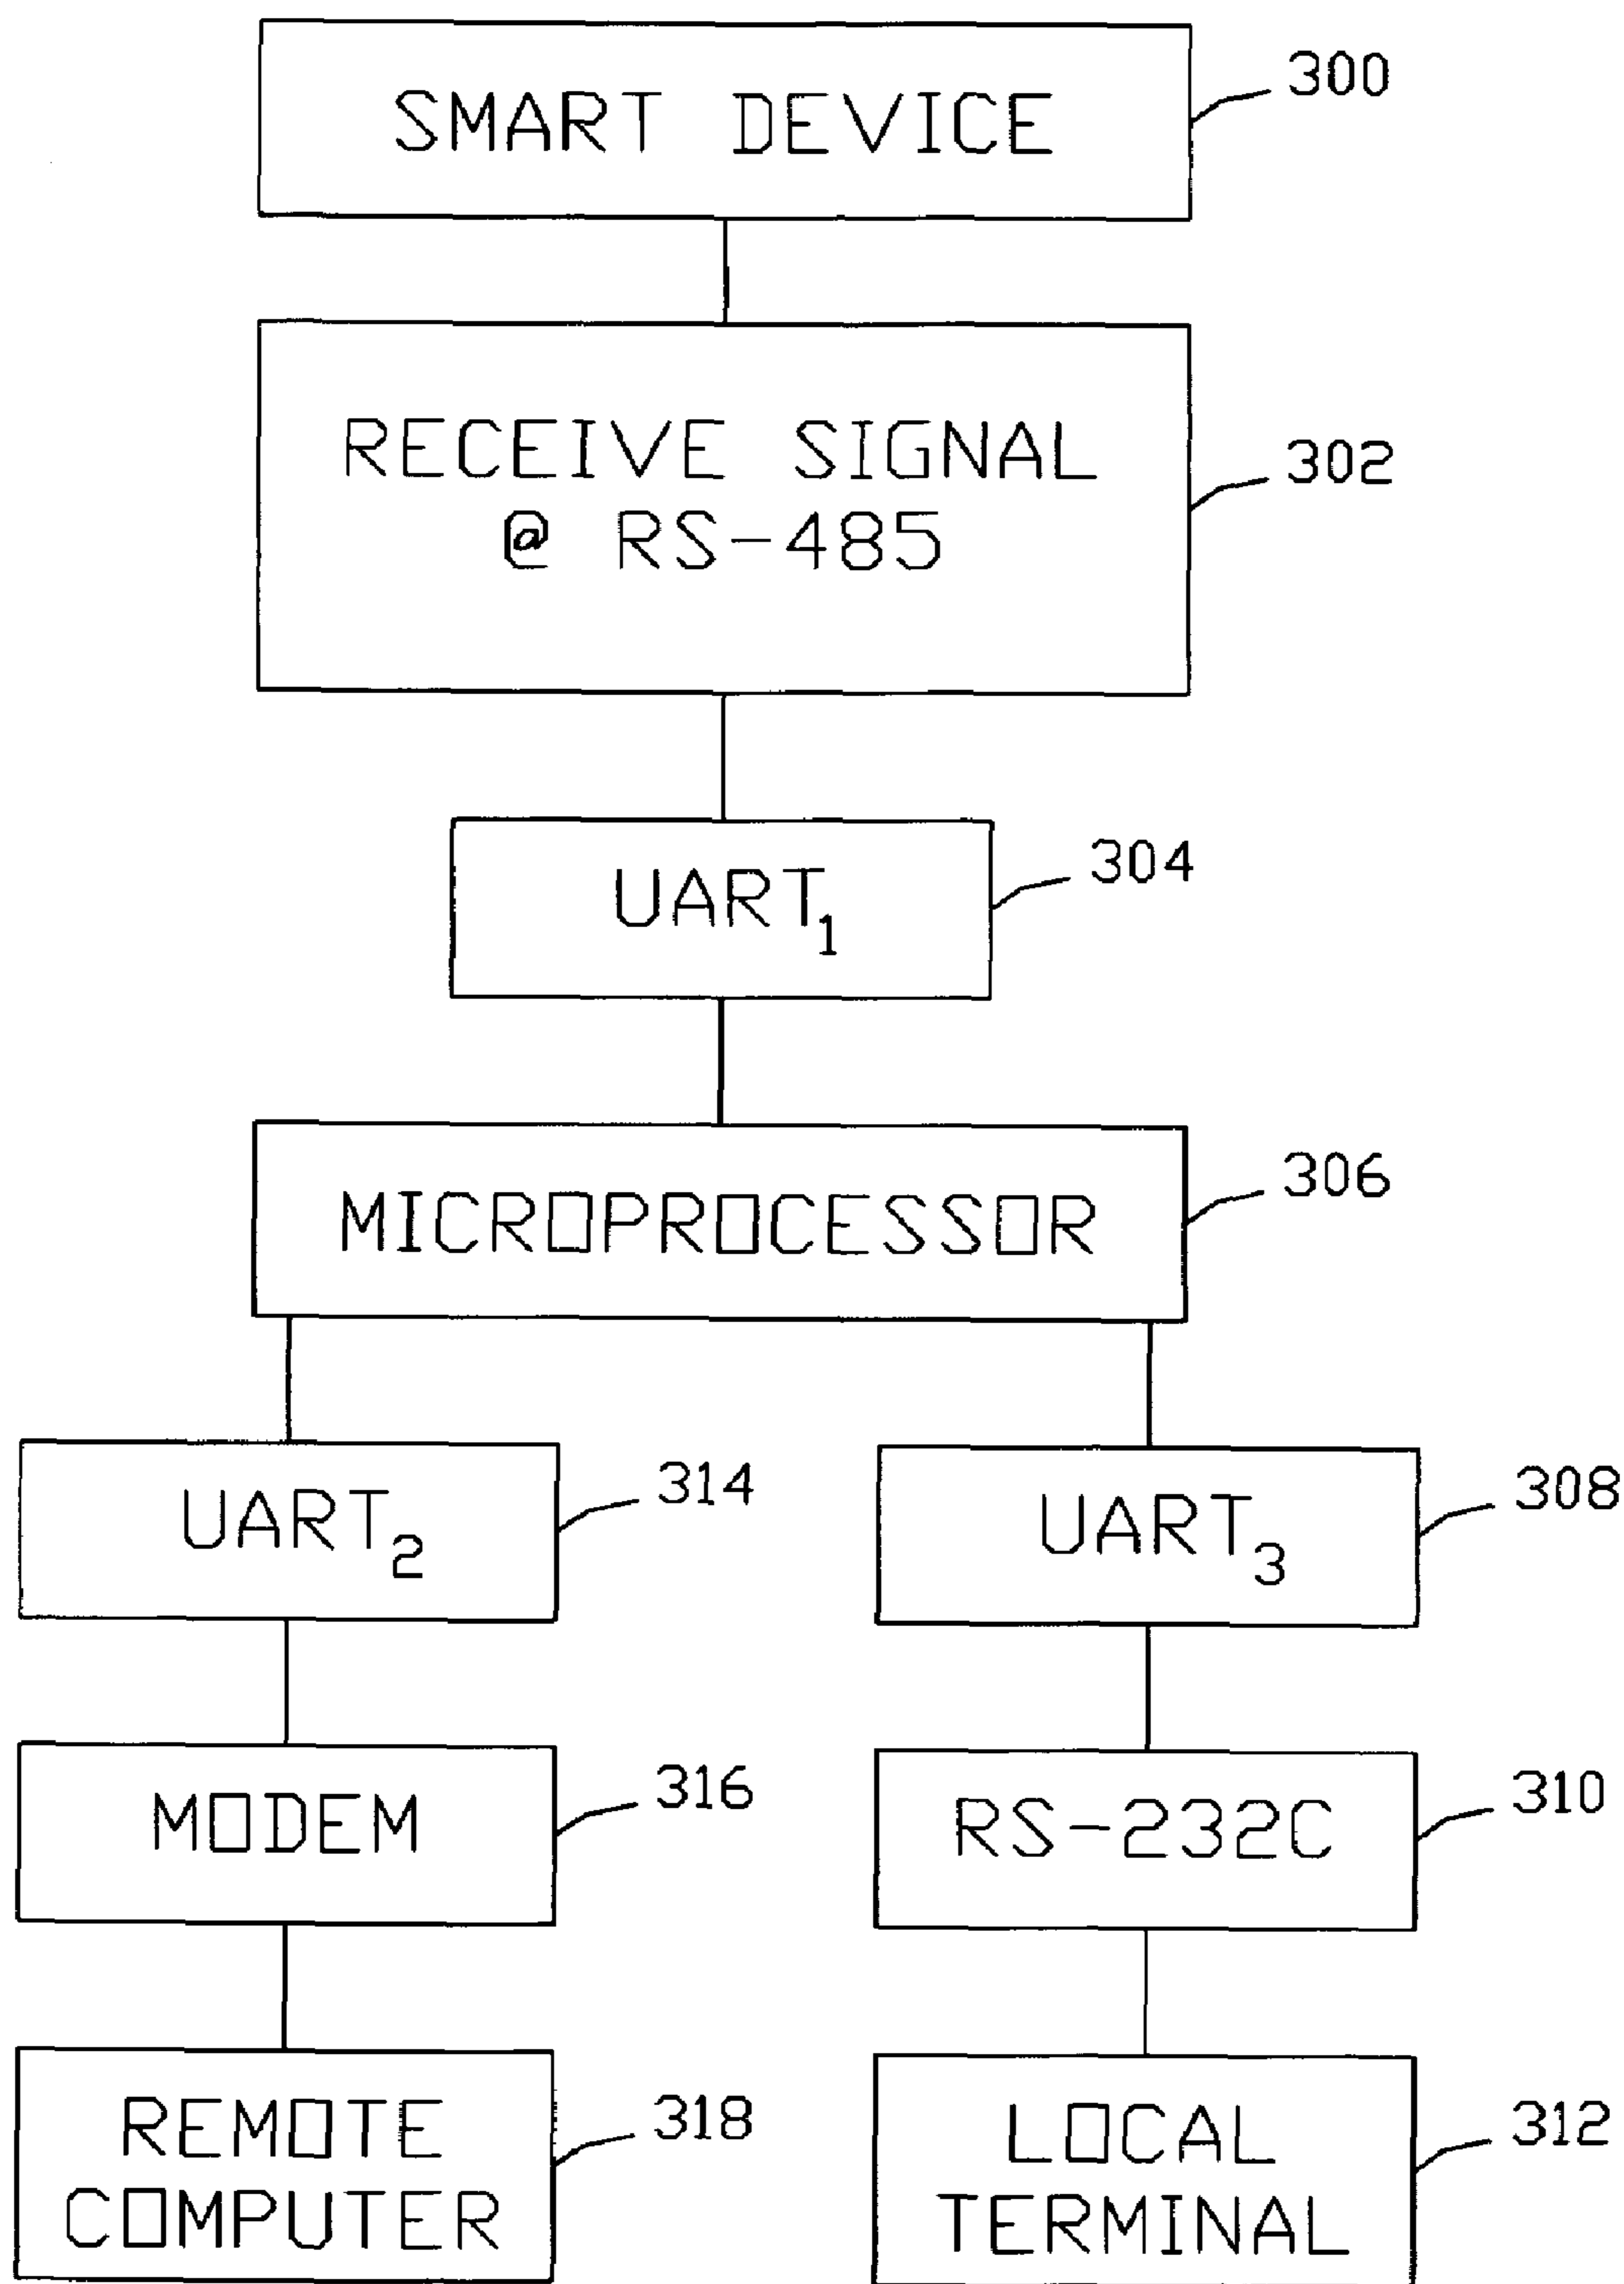 SMART DEVICE
300
RECEIVE SIGNAL
@ RS-485
302
UART1
304
MICROPROCESSOR
306
UART2
314
UART3
308
MODEM
316
RS-232C
310
REMOTE
COMPUTER
318
LOCAL
TERMINAL
312